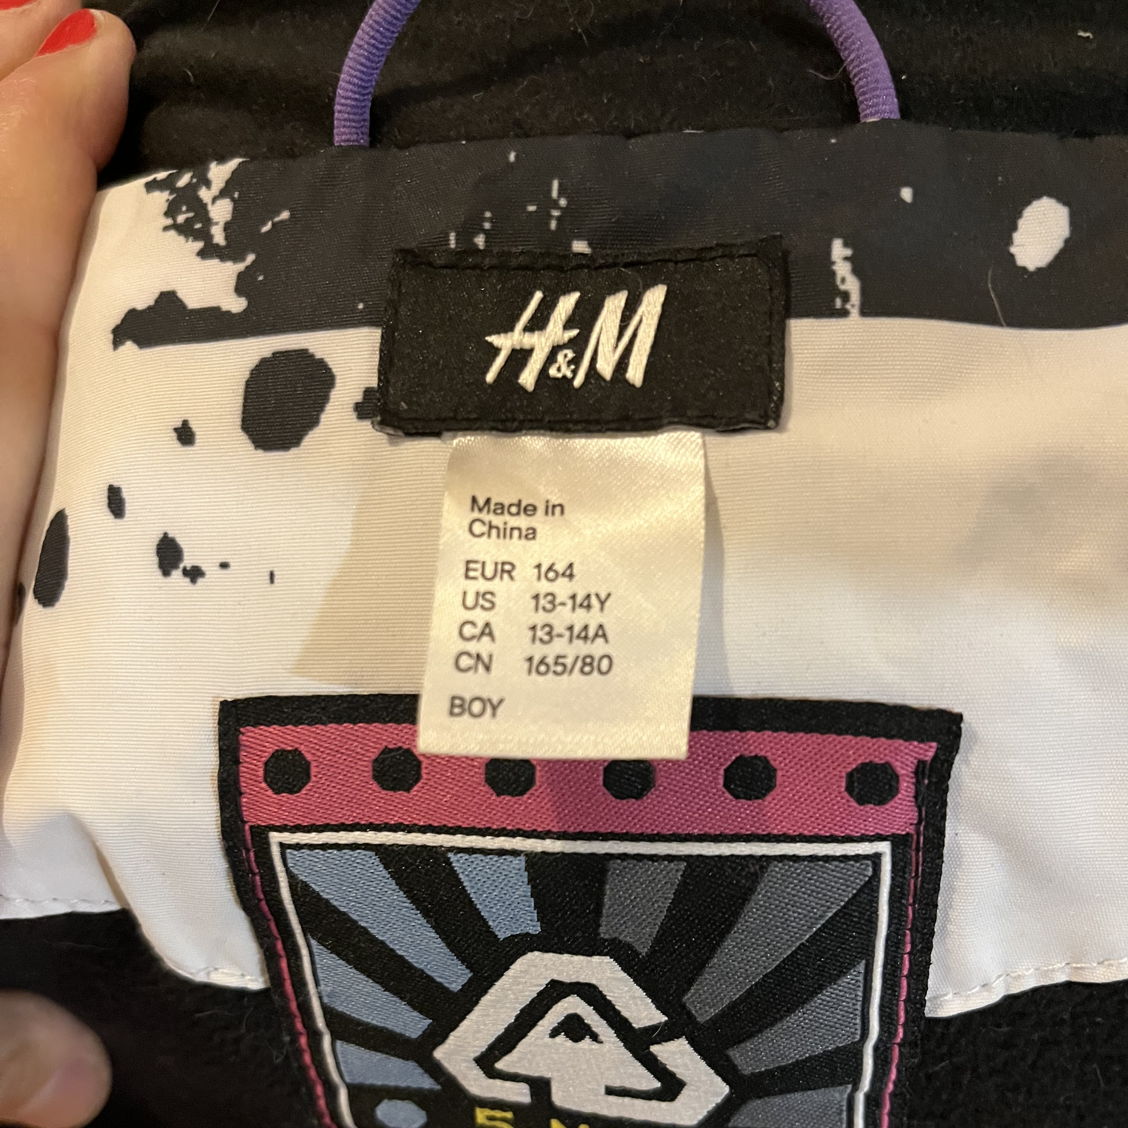 H&M
Made in
China
EUR 164
US 13-14Y
CA 13-14A
CN 165/80
BOY